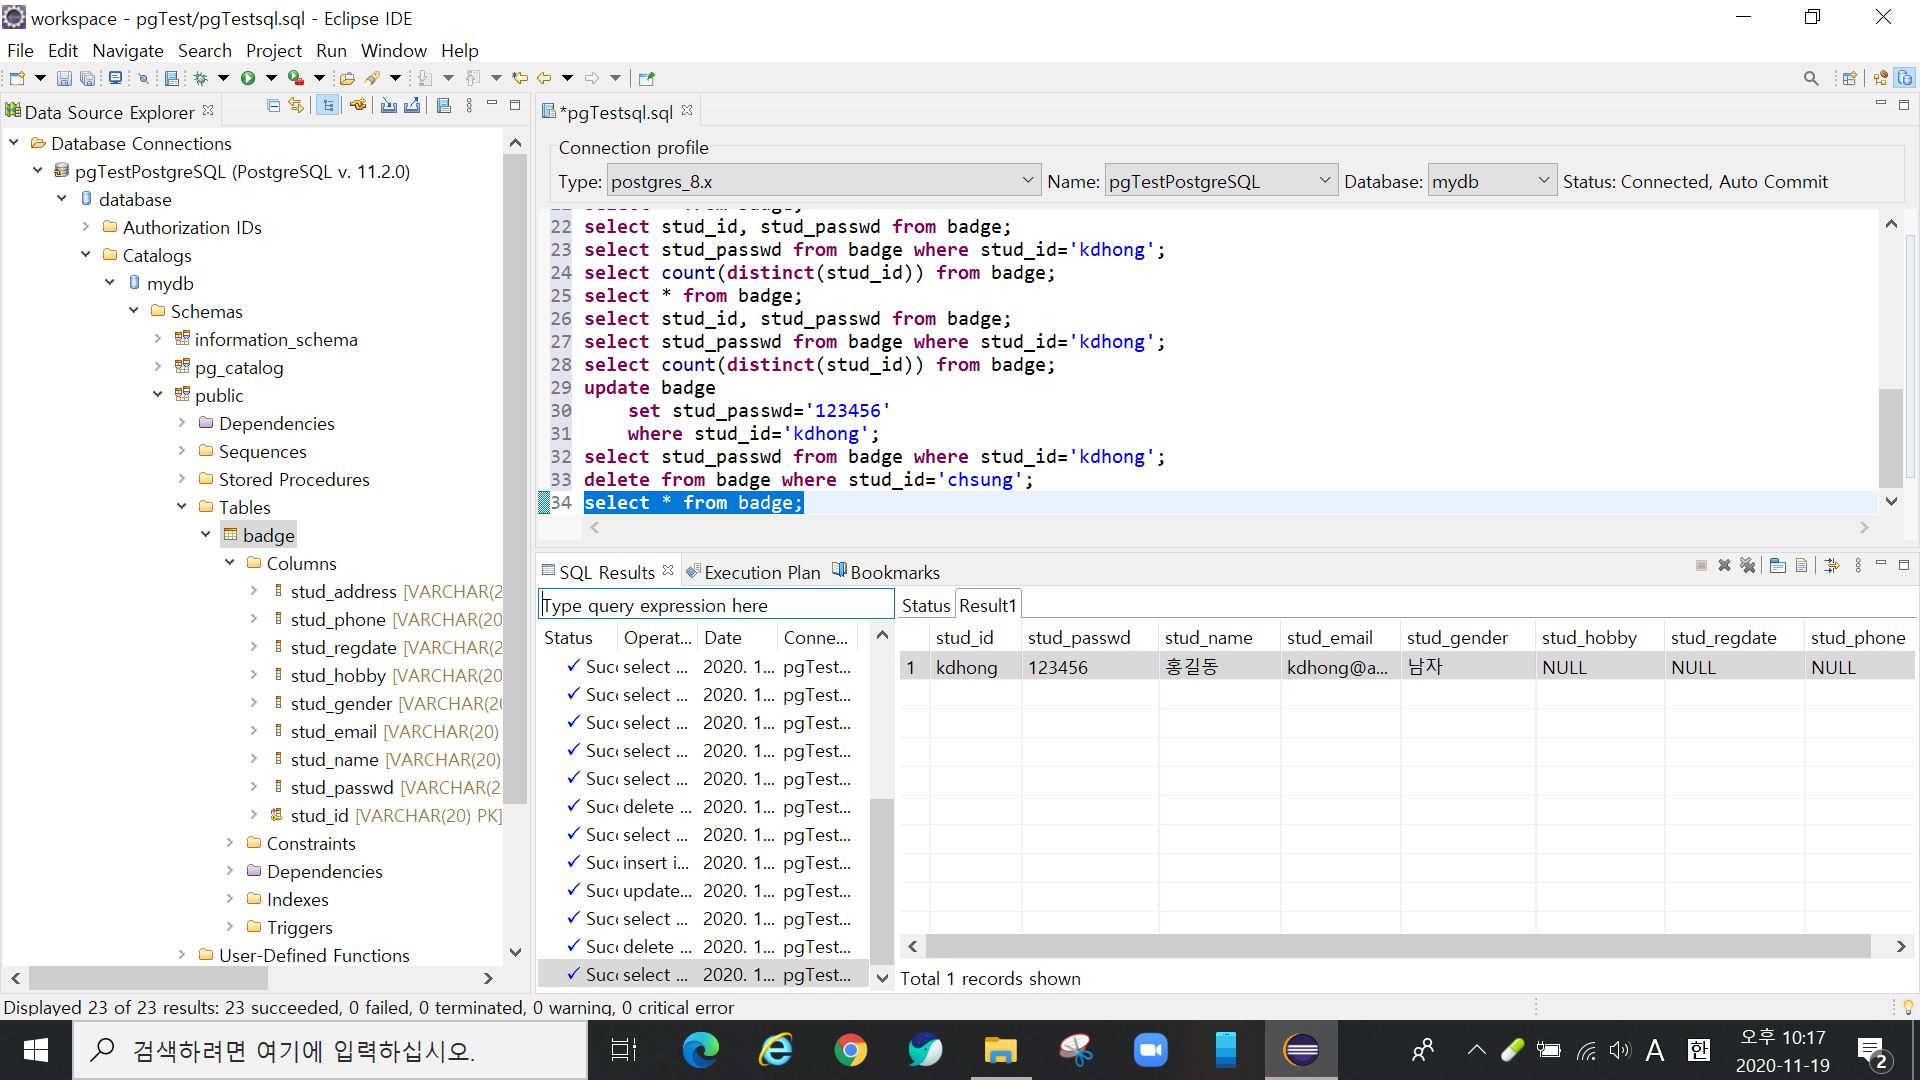 workspace - pgTest/pgTestsql.sql - Eclipse IDE
File Edit Navigate Search Project Run Window Help
Data Source Explorer
Database Connections
pgTestPostgreSQL (PostgreSQL v. 11.2.0)
database
Authorization IDs
Catalogs
mydb
Schemas
information_schema
pg_catalog
public
Dependencies
Sequences
Stored Procedures
Tables
badge
Columns
stud_address [VARCHAR(2
stud_phone [VARCHAR(20
stud_regdate [VARCHAR(20
stud_hobby [VARCHAR(20
stud_gender [VARCHAR(20
stud_email [VARCHAR(20)
stud_name [VARCHAR(20)
stud_passwd [VARCHAR(2
stud_id [VARCHAR(20) PK]
Constraints
Dependencies
Indexes
Triggers
User-Defined Functions
*pgTestsql.sql
Connection profile
Type: postgres_8.x Name: pgTestPostgreSQL Database: mydb Status: Connected, Auto Commit
22 select stud_id, stud_passwd from badge;
23 select stud_passwd from badge where stud_id='kdhong';
24 select count(distinct(stud_id)) from badge;
25 select * from badge;
26 select stud_id, stud_passwd from badge;
27 select stud_passwd from badge where stud_id='kdhong';
28 select count(distinct(stud_id)) from badge;
29 update badge
30 set stud_passwd='123456'
31 where stud_id='kdhong';
32 select stud_passwd from badge where stud_id='kdhong';
33 delete from badge where stud_id='chsung';
34 select * from badge;
SQL Results Execution Plan Bookmarks
Type query expression here
Status Operat... Date Conne...
Suc select ... 2020. 1... pgTest...
Suc select ... 2020. 1... pgTest...
Suc select ... 2020. 1... pgTest...
Suc select ... 2020. 1... pgTest...
Suc select ... 2020. 1... pgTest...
Suc delete ... 2020. 1... pgTest...
Suc select ... 2020. 1... pgTest...
Suc insert i... 2020. 1... pgTest...
Suc update... 2020. 1... pgTest...
Suc select ... 2020. 1... pgTest...
Suc delete ... 2020. 1... pgTest...
Suc select ... 2020. 1... pgTest...
Status Result1
stud_id stud_passwd stud_name stud_email stud_gender stud_hobby stud_regdate stud_phone
1 kdhong 123456 홍길동 kdhong@a... 남자 NULL NULL NULL
Total 1 records shown
Displayed 23 of 23 results: 23 succeeded, 0 failed, 0 terminated, 0 warning, 0 critical error
검색하려면 여기에 입력하십시오.
A 한
오후 10:17
2020-11-19
2